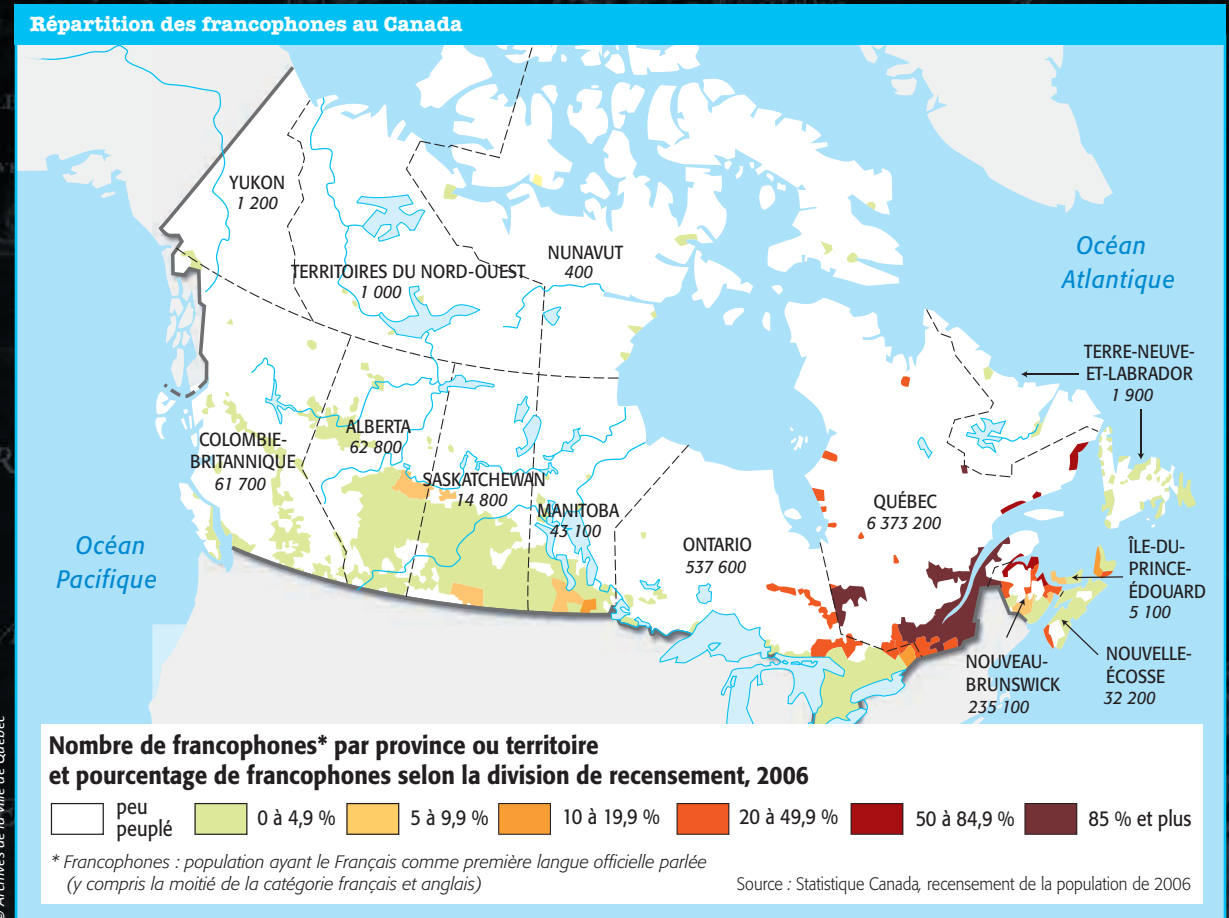 Répartition des francophones au Canada
YUKON
1 200
TERRITOIRES DU NORD-OUEST
1 000
NUNAVUT
400
Océan
Atlantique
TERRE-NEUVE-
ET-LABRADOR
1 900
COLOMBIE-
BRITANNIQUE
61 700
ALBERTA
62 800
SASKATCHEWAN
14 800
MANITOBA
43 100
ONTARIO
537 600
QUÉBEC
6 373 200
Océan
Pacifique
ÎLE-DU-
PRINCE-
ÉDOUARD
5 100
NOUVEAU-
BRUNSWICK
235 100
NOUVELLE-
ÉCOSSE
32 200
Nombre de francophones* par province ou territoire
et pourcentage de francophones selon la division de recensement, 2006
peu
peuplé
0 à 4,9 %
5 à 9,9 %
10 à 19,9 %
20 à 49,9 %
50 à 84,9 %
85 % et plus
* Francophones : population ayant le Français comme première langue officielle parlée
(y compris la moitié de la catégorie français et anglais)
Source : Statistique Canada, recensement de la population de 2006
© Archives de la Ville de Québec